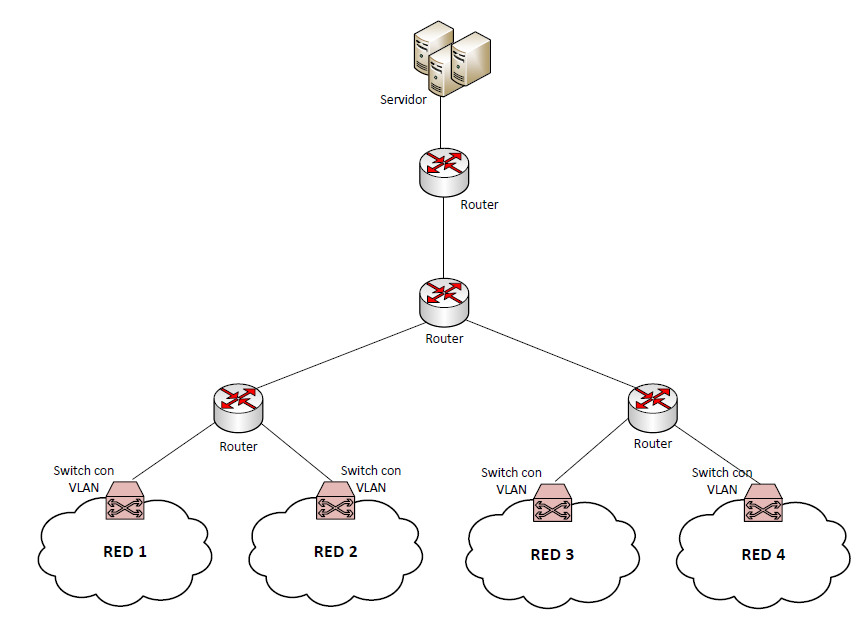 Servidor
Router
Router
Router
Router
Switch con
VLAN
Switch con
VLAN
Switch con
VLAN
Switch con
VLAN
RED 1
RED 2
RED 3
RED 4